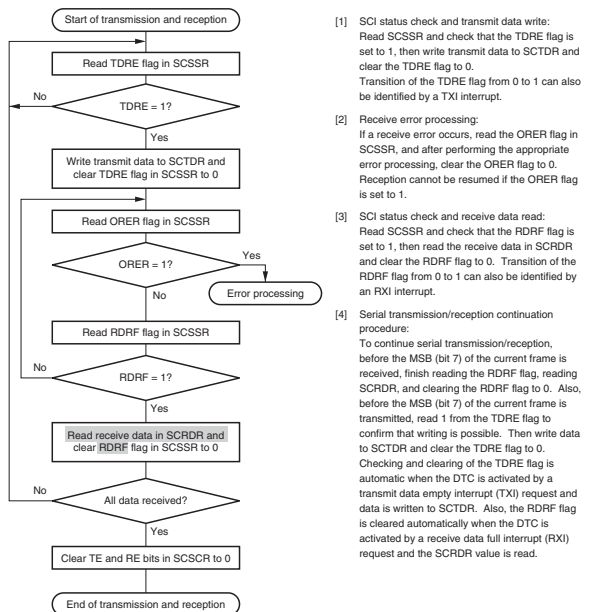 Start of transmission and reception
Read TDRE flag in SCSSR
No
TDRE = 1?
Yes
Write transmit data to SCTDR and
clear TDRE flag in SCSSR to 0
Read ORER flag in SCSSR
Yes
ORER = 1?
No
Error processing
Read RDRF flag in SCSSR
No
RDRF = 1?
Yes
Read receive data in SCRDR and
clear RDRF flag in SCSSR to 0
No
All data received?
Yes
Clear TE and RE bits in SCSCR to 0
End of transmission and reception
[1] SCI status check and transmit data write:
Read SCSSR and check that the TDRE flag is
set to 1, then write transmit data to SCTDR and
clear the TDRE flag to 0.
Transition of the TDRE flag from 0 to 1 can also
be identified by a TXI interrupt.
[2] Receive error processing:
If a receive error occurs, read the ORER flag in
SCSSR, and after performing the appropriate
error processing, clear the ORER flag to 0.
Reception cannot be resumed if the ORER flag
is set to 1.
[3] SCI status check and receive data read:
Read SCSSR and check that the RDRF flag is
set to 1, then read the receive data in SCRDR
and clear the RDRF flag to 0. Transition of the
RDRF flag from 0 to 1 can also be identified by
an RXI interrupt.
[4] Serial transmission/reception continuation
procedure:
To continue serial transmission/reception,
before the MSB (bit 7) of the current frame is
received, finish reading the RDRF flag, reading
SCRDR, and clearing the RDRF flag to 0. Also,
before the MSB (bit 7) of the current frame is
transmitted, read 1 from the TDRE flag to
confirm that writing is possible. Then write data
to SCTDR and clear the TDRE flag to 0.
Checking and clearing of the TDRE flag is
automatic when the DTC is activated by a
transmit data empty interrupt (TXI) request and
data is written to SCTDR. Also, the RDRF flag
is cleared automatically when the DTC is
activated by a receive data full interrupt (RXI)
request and the SCRDR value is read.